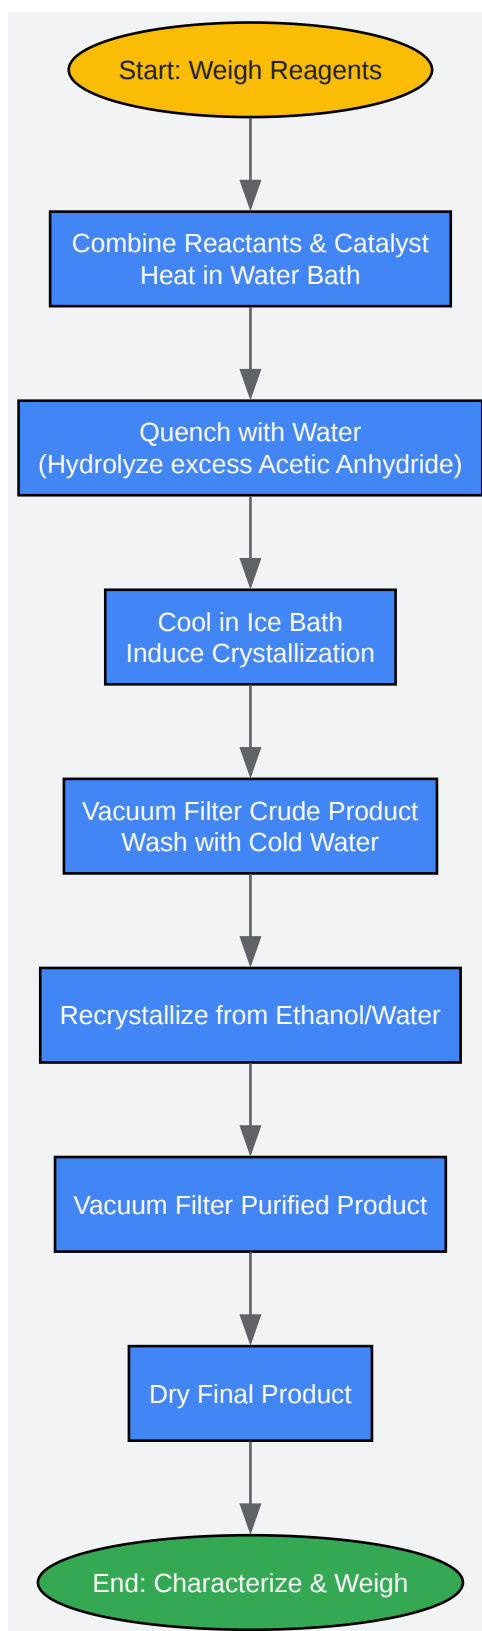 Start: Weigh Reagents
Combine Reactants & Catalyst
Heat in Water Bath
Quench with Water
(Hydrolyze excess Acetic Anhydride)
Cool in Ice Bath
Induce Crystallization
Vacuum Filter Crude Product
Wash with Cold Water
Recrystallize from Ethanol/Water
Vacuum Filter Purified Product
Dry Final Product
End: Characterize & Weigh